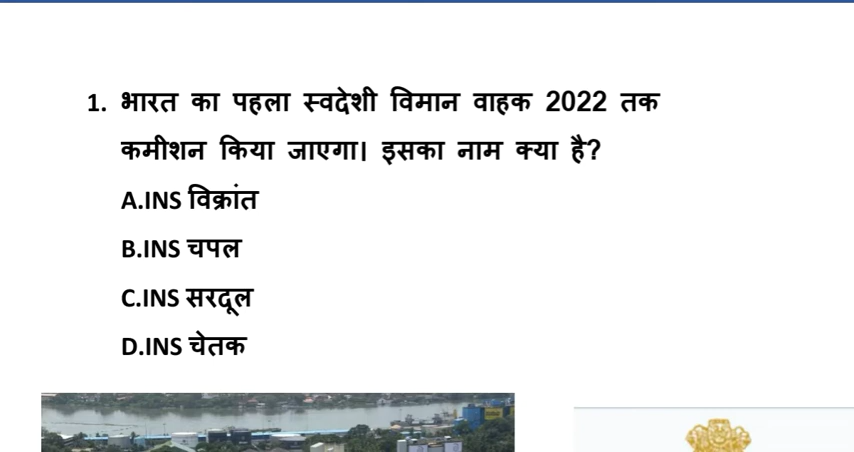 1. भारत का पहला स्वदेशी विमान वाहक 2022 तक
कमीशन किया जाएगा। इसका नाम क्या है?
A.INS विक्रांत
B.INS चपल
C.INS सरदूल
D.INS चेतक